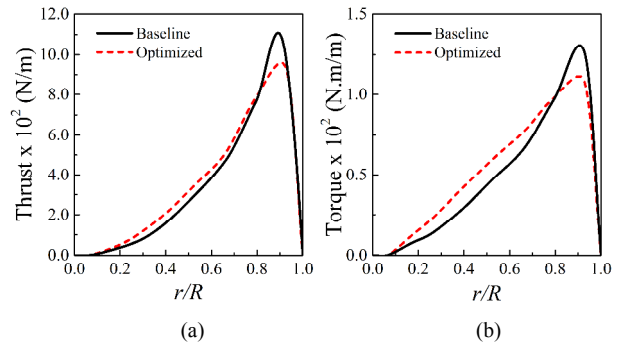 12.0
10.0
8.0
6.0
4.0
2.0
0.0
Thrust x 10² (N/m)
Baseline
Optimized
0.0 0.2 0.4 0.6 0.8 1.0
r/R
(a)
1.5
1.0
0.5
0.0
Torque x 10² (N.m/m)
Baseline
Optimized
0.0 0.2 0.4 0.6 0.8 1.0
r/R
(b)